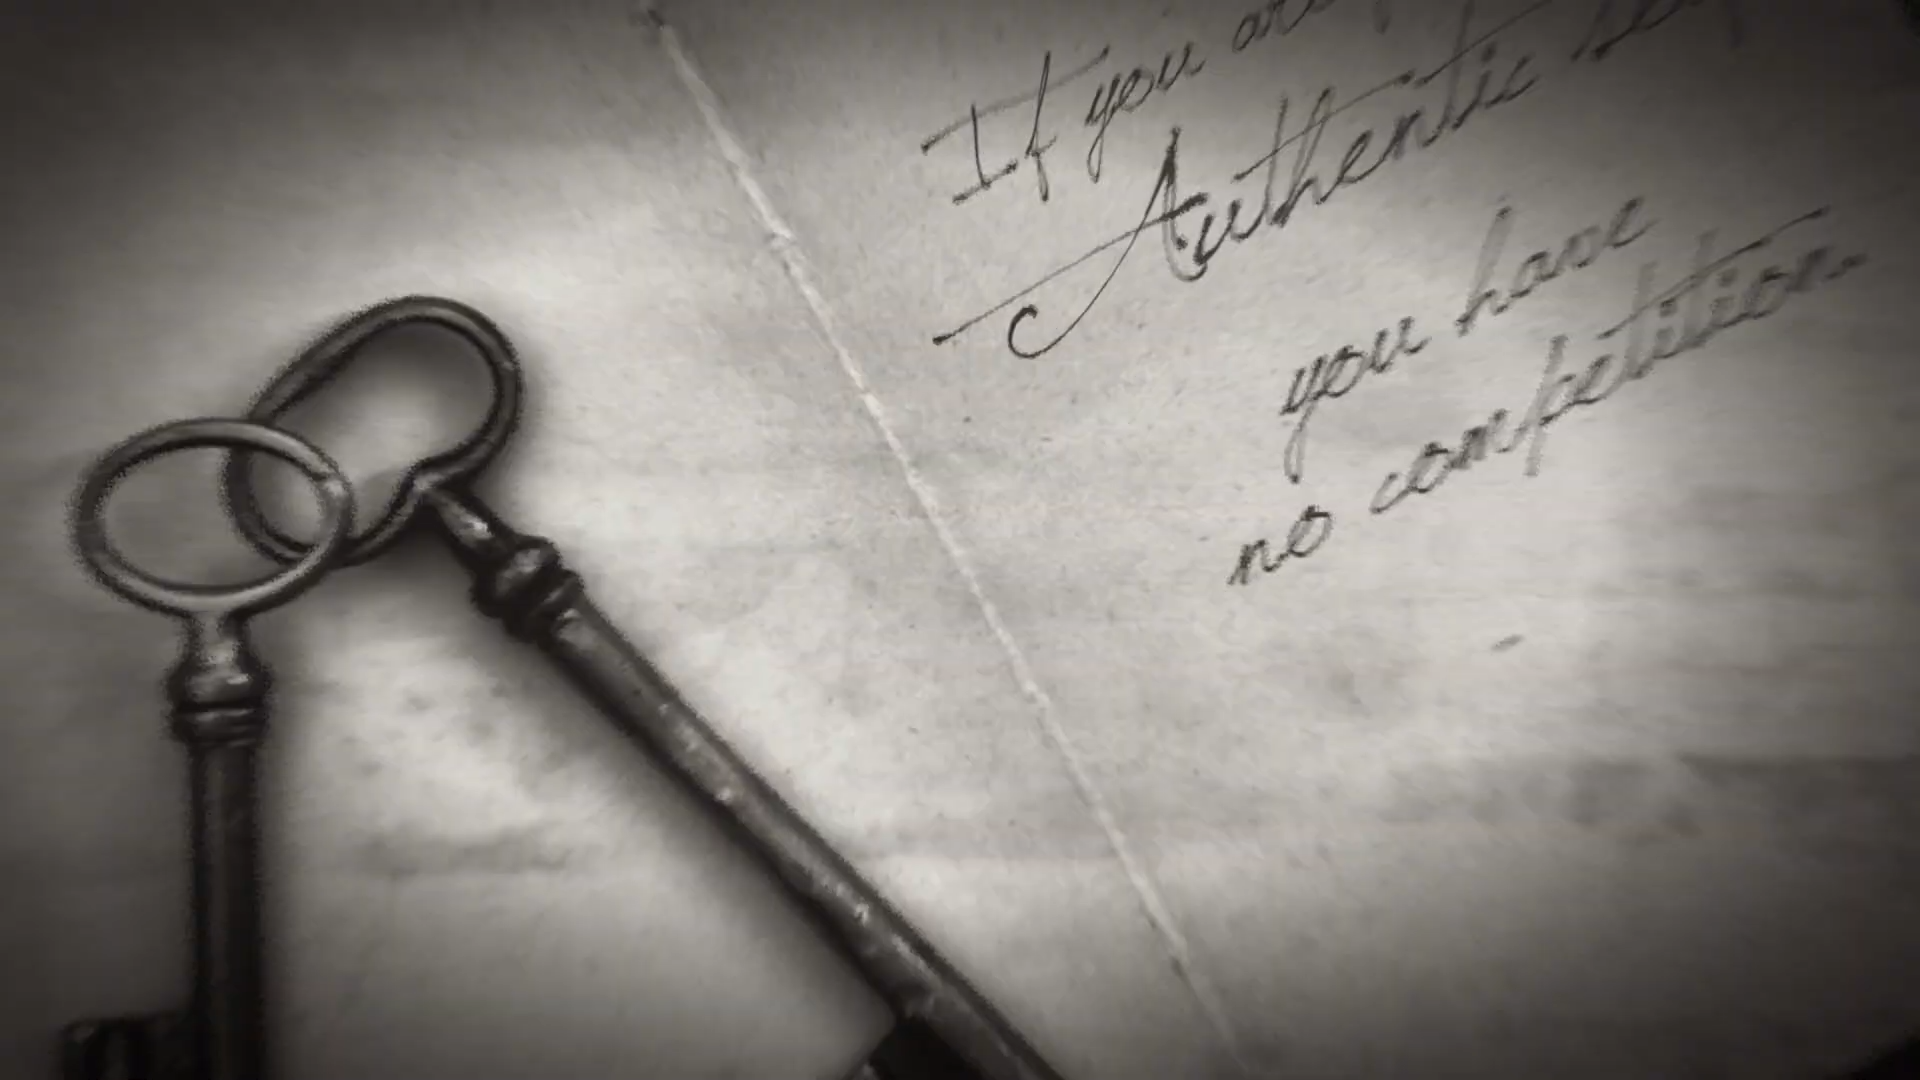 If you
Authentic
you have
no competition.